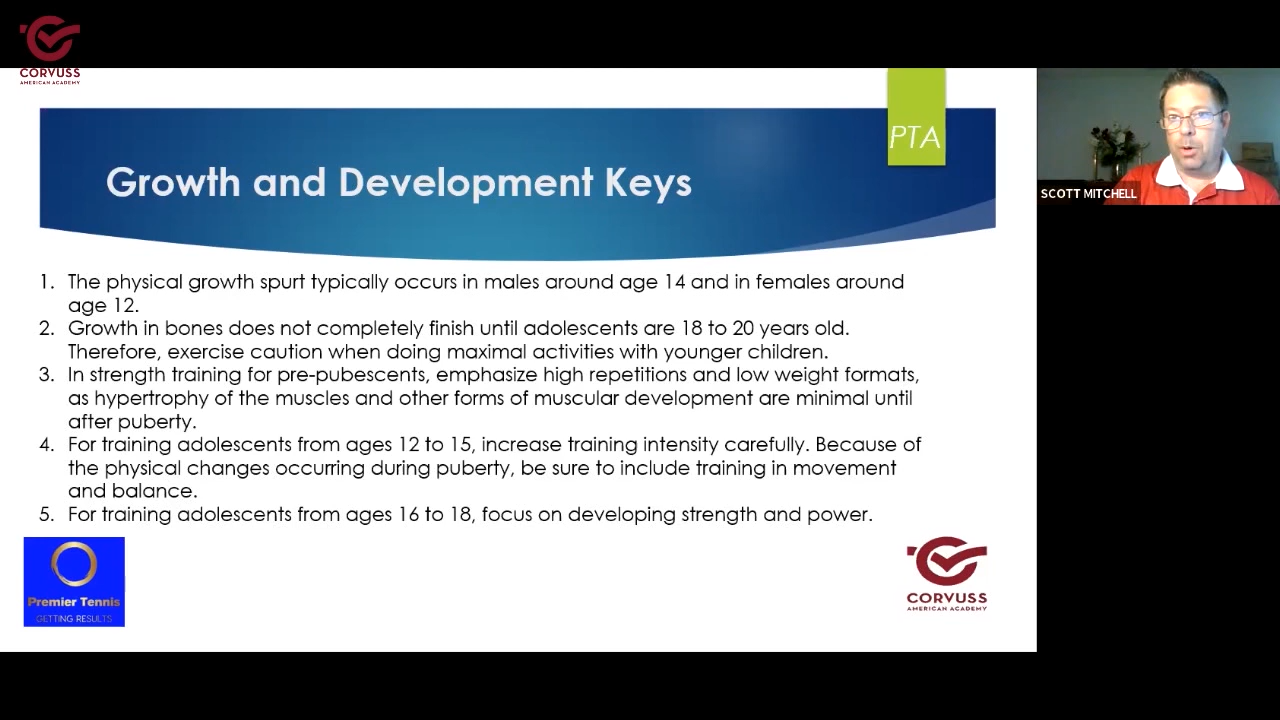 CORVUSS
AMERICAN ACADEMY
PTA
Growth and Development Keys
SCOTT MITCHELL
1. The physical growth spurt typically occurs in males around age 14 and in females around
age 12.
2. Growth in bones does not completely finish until adolescents are 18 to 20 years old.
Therefore, exercise caution when doing maximal activities with younger children.
3. In strength training for pre-pubescents, emphasize high repetitions and low weight formats,
as hypertrophy of the muscles and other forms of muscular development are minimal until
after puberty.
4. For training adolescents from ages 12 to 15, increase training intensity carefully. Because of
the physical changes occurring during puberty, be sure to include training in movement
and balance.
5. For training adolescents from ages 16 to 18, focus on developing strength and power.
Premier Tennis
GETTING RESULTS
CORVUSS
AMERICAN ACADEMY